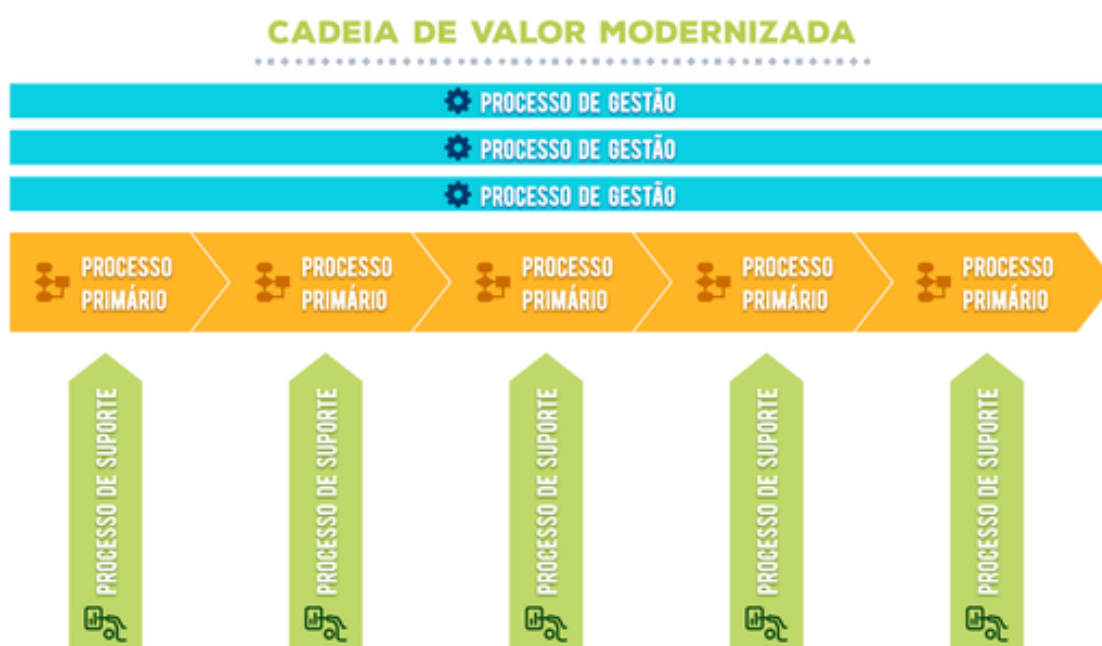 CADEIA DE VALOR MODERNIZADA
PROCESSO DE GESTÃO
PROCESSO DE GESTÃO
PROCESSO DE GESTÃO
PROCESSO
PRIMÁRIO
PROCESSO
PRIMÁRIO
PROCESSO
PRIMÁRIO
PROCESSO
PRIMÁRIO
PROCESSO
PRIMÁRIO
PROCESSO DE SUPORTE
PROCESSO DE SUPORTE
PROCESSO DE SUPORTE
PROCESSO DE SUPORTE
PROCESSO DE SUPORTE